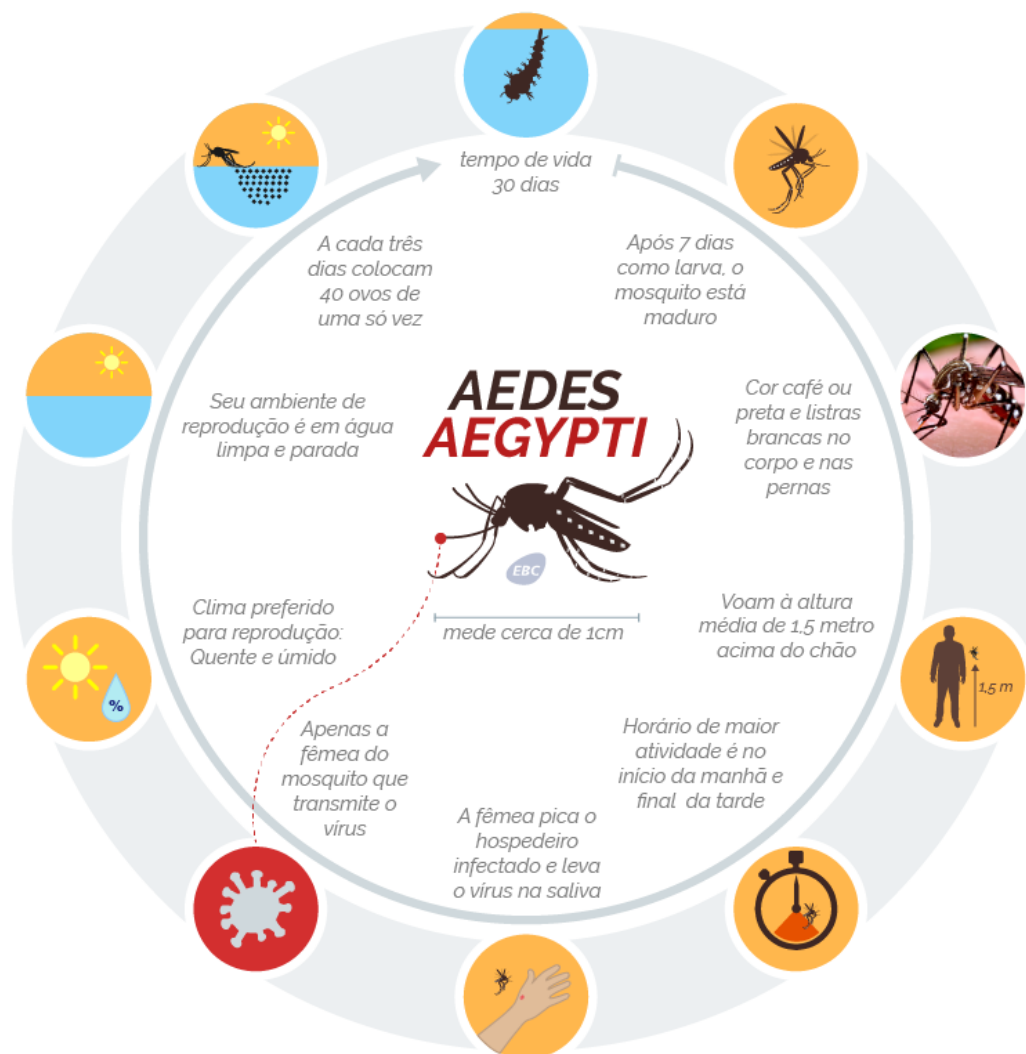 tempo de vida
30 dias
Após 7 dias
como larva, o
mosquito está
maduro
Cor café ou
preta e listras
brancas no
corpo e nas
pernas
Voam à altura
média de 1,5 metro
acima do chão
1,5 m
Horário de maior
atividade é no
início da manhã e
final da tarde
A fêmea pica o
hospedeiro
infectado e leva
o vírus na saliva
Apenas a
fêmea do
mosquito que
transmite o
vírus
Clima preferido
para reprodução:
Quente e úmido
%
Seu ambiente de
reprodução é em água
limpa e parada
A cada três
dias colocam
40 ovos de
uma só vez
AEDES
AEGYPTI
EBC
mede cerca de 1cm